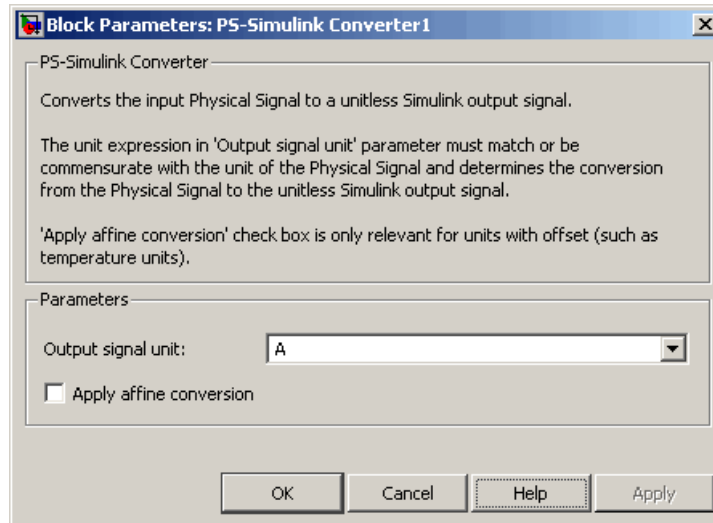 Block Parameters: PS-Simulink Converter1
PS-Simulink Converter
Converts the input Physical Signal to a unitless Simulink output signal.
The unit expression in 'Output signal unit' parameter must match or be
commensurate with the unit of the Physical Signal and determines the conversion
from the Physical Signal to the unitless Simulink output signal.
'Apply affine conversion' check box is only relevant for units with offset (such as
temperature units).
Parameters
Output signal unit: A
Apply affine conversion
OK Cancel Help Apply